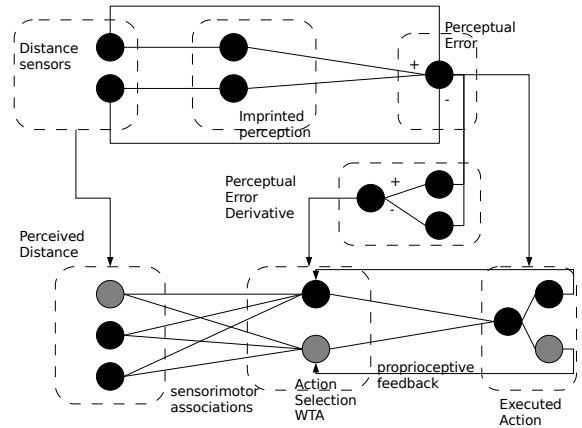 Perceptual
Error
Distance
sensors
+
-
Imprinted
perception
Perceptual
Error
Derivative
+
-
Perceived
Distance
sensorimotor
associations
Action
Selection
WTA
proprioceptive
feedback
Executed
Action